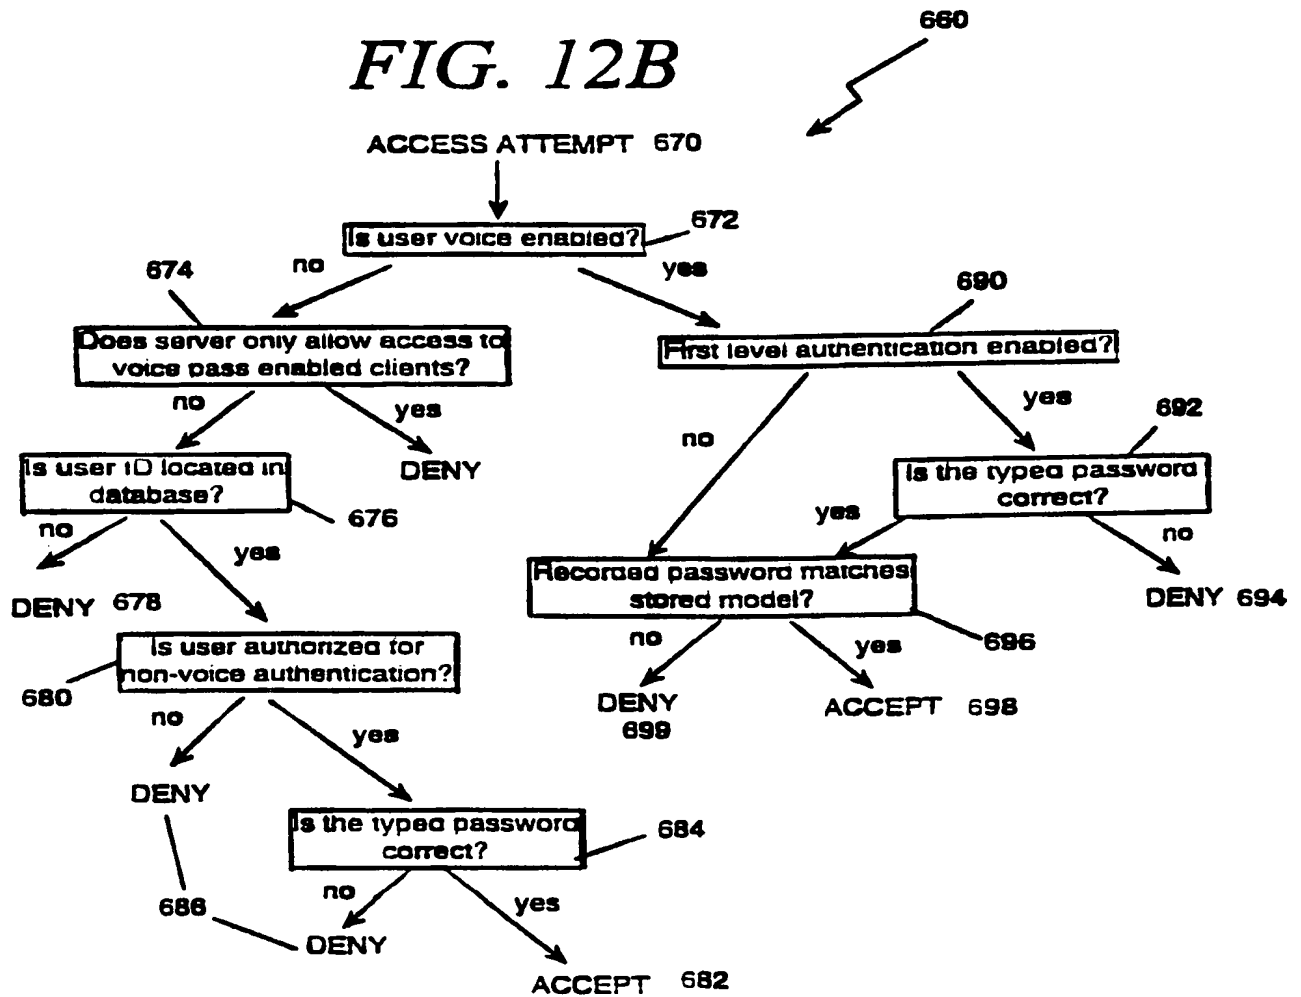 660
FIG. 12B
ACCESS ATTEMPT 670
672
Is user voice enabled?
no
yes
674
690
Does server only allow access to
voice pass enabled clients?
First level authentication enabled?
no
yes
DENY
no
yes
692
Is user ID located in
database?
676
Is the typed password
correct?
no
yes
yes
no
DENY 678
Recorded password matches
stored model?
DENY 694
696
Is user authorized for
non-voice authentication?
680
no
yes
DENY
699
ACCEPT 698
no
yes
DENY
Is the typed password
correct?
684
686
no
yes
DENY
ACCEPT 682